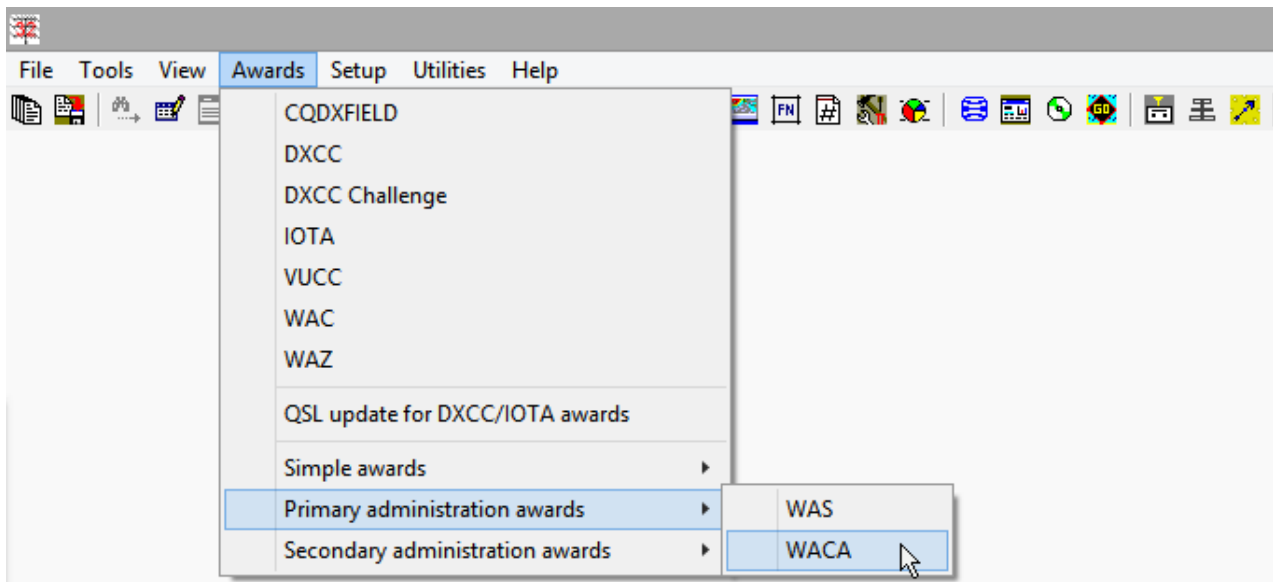 File Tools View Awards Setup Utilities Help
FN #
CQDXFIELD
DXCC
DXCC Challenge
IOTA
VUCC
WAC
WAZ
QSL update for DXCC/IOTA awards
Simple awards
Primary administration awards
WAS
Secondary administration awards
WACA